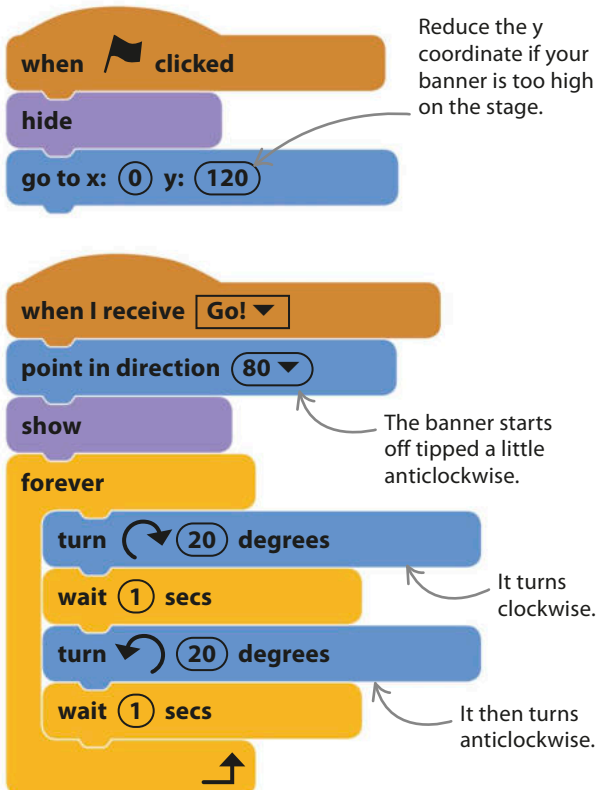 when clicked
hide
go to x: 0 y: 120
Reduce the y
coordinate if your
banner is too high
on the stage.
when I receive Go!
point in direction 80
show
The banner starts
off tipped a little
anticlockwise.
forever
turn 20 degrees
wait 1 secs
It turns
clockwise.
turn 20 degrees
wait 1 secs
It then turns
anticlockwise.